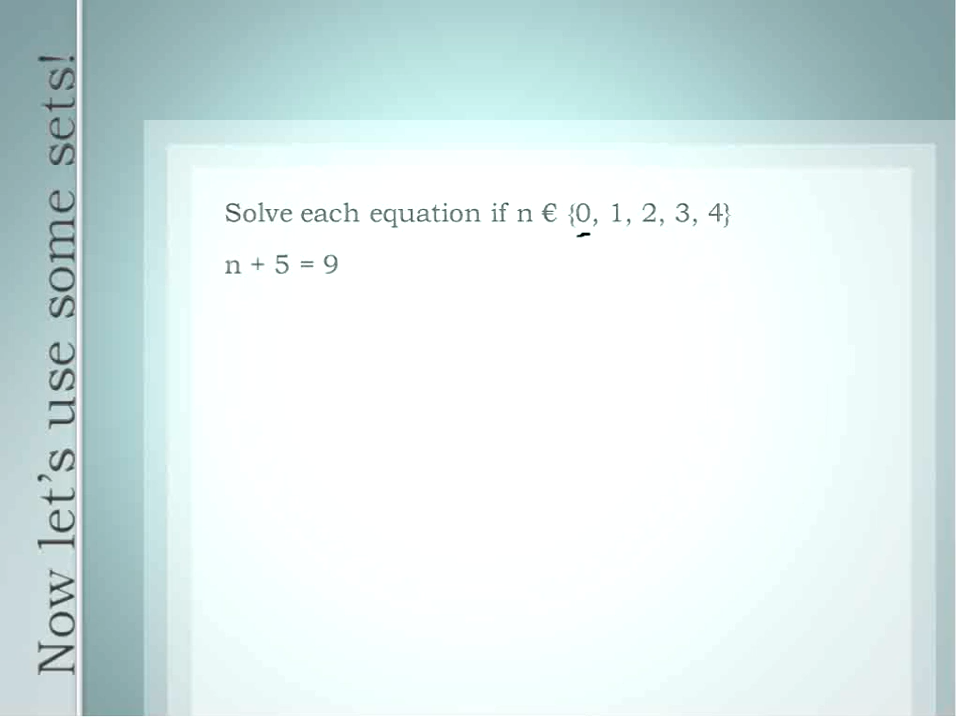 Now let's use some sets!
Solve each equation if n € {0, 1, 2, 3, 4}
n + 5 = 9